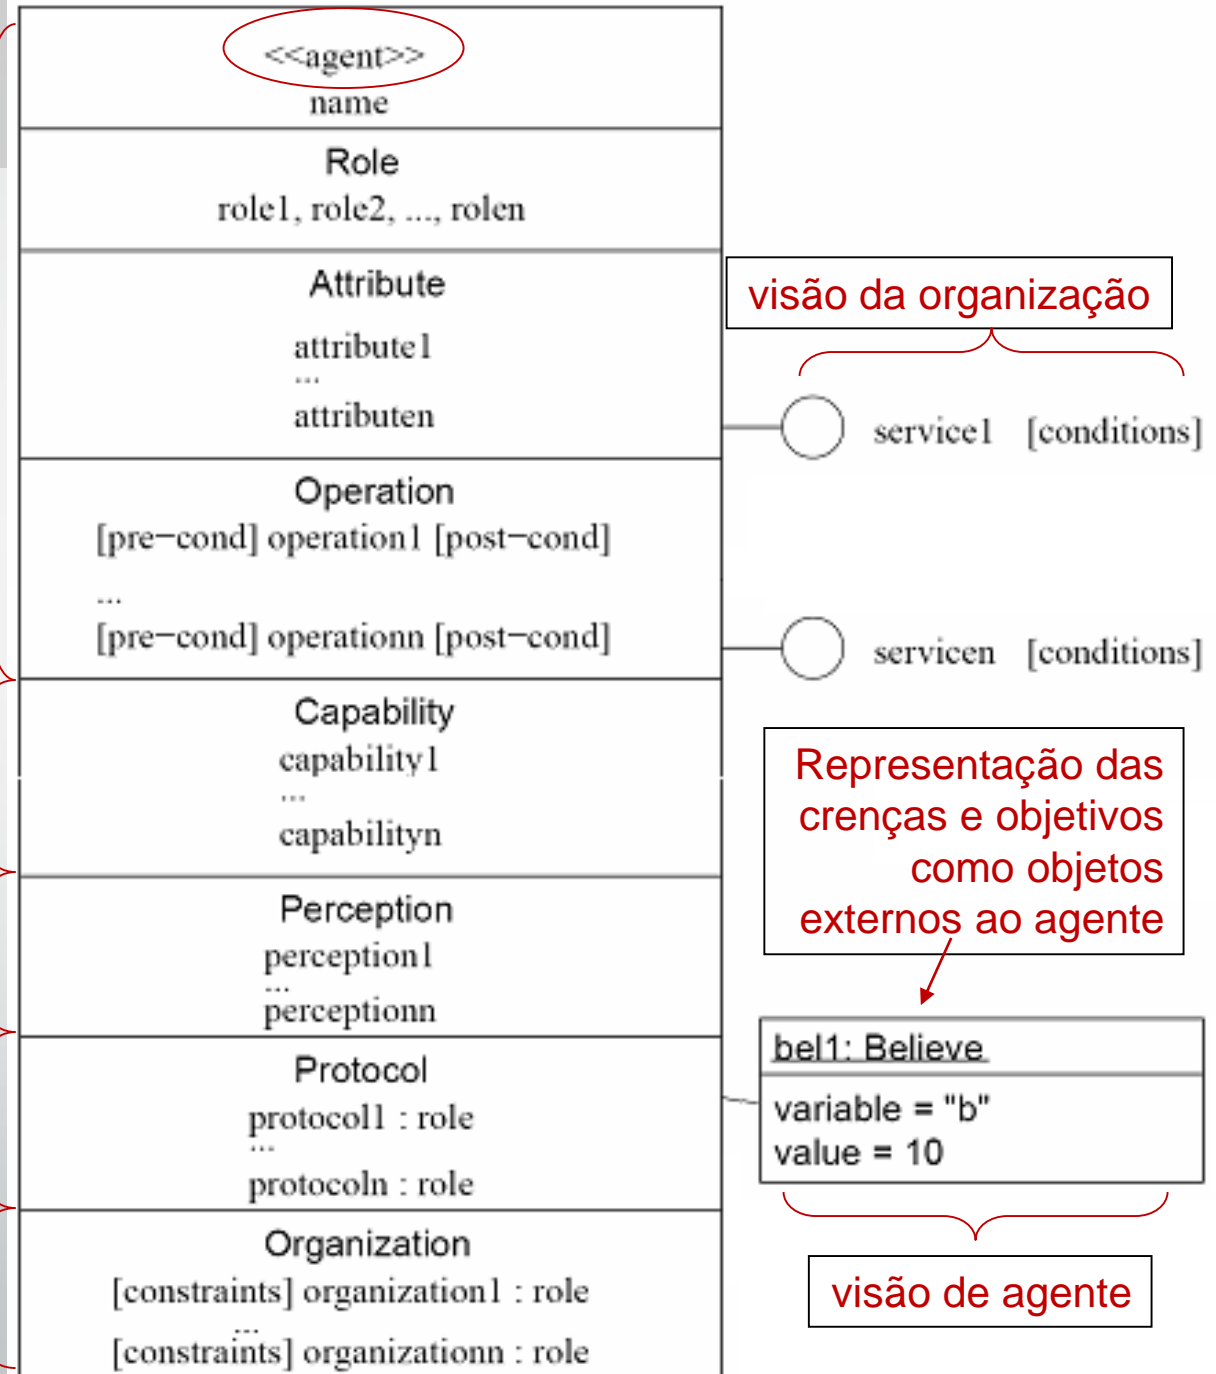 <<agent>>
name
Role
role1, role2, ..., rolen
Attribute
attribute1
...
attributen
Operation
[pre-cond] operation1 [post-cond]
...
[pre-cond] operationn [post-cond]
Capability
capability1
...
capabilityn
Perception
perception1
...
perceptionn
Protocol
protocol1 : role
...
protocoln : role
Organization
[constraints] organization1 : role
...
[constraints] organizationn : role
visão da organização
service1 [conditions]
servicen [conditions]
Representação das
crenças e objetivos
como objetos
externos ao agente
bel1: Believe
variable = "b"
value = 10
visão de agente